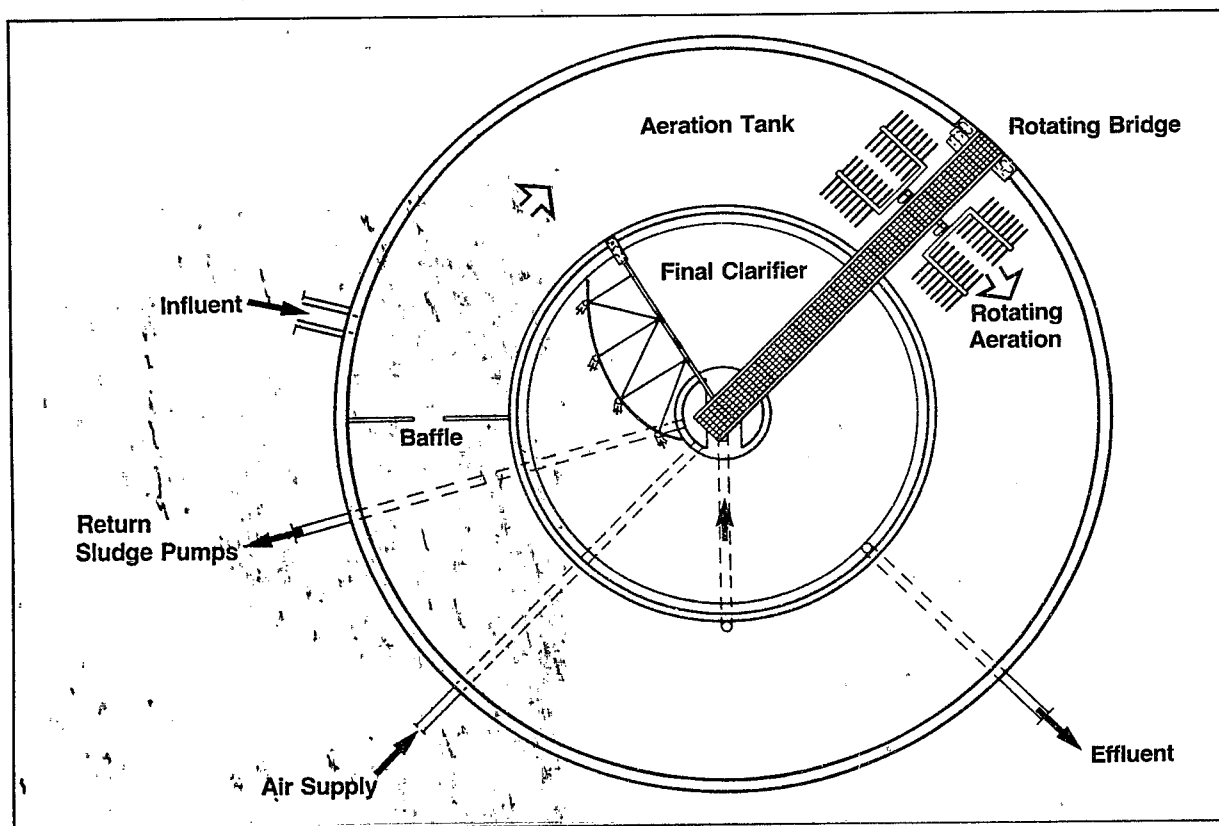 Aeration Tank
Rotating Bridge
Final Clarifier
Influent
Rotating
Aeration
Baffle
Return
Sludge Pumps
Air Supply
Effluent